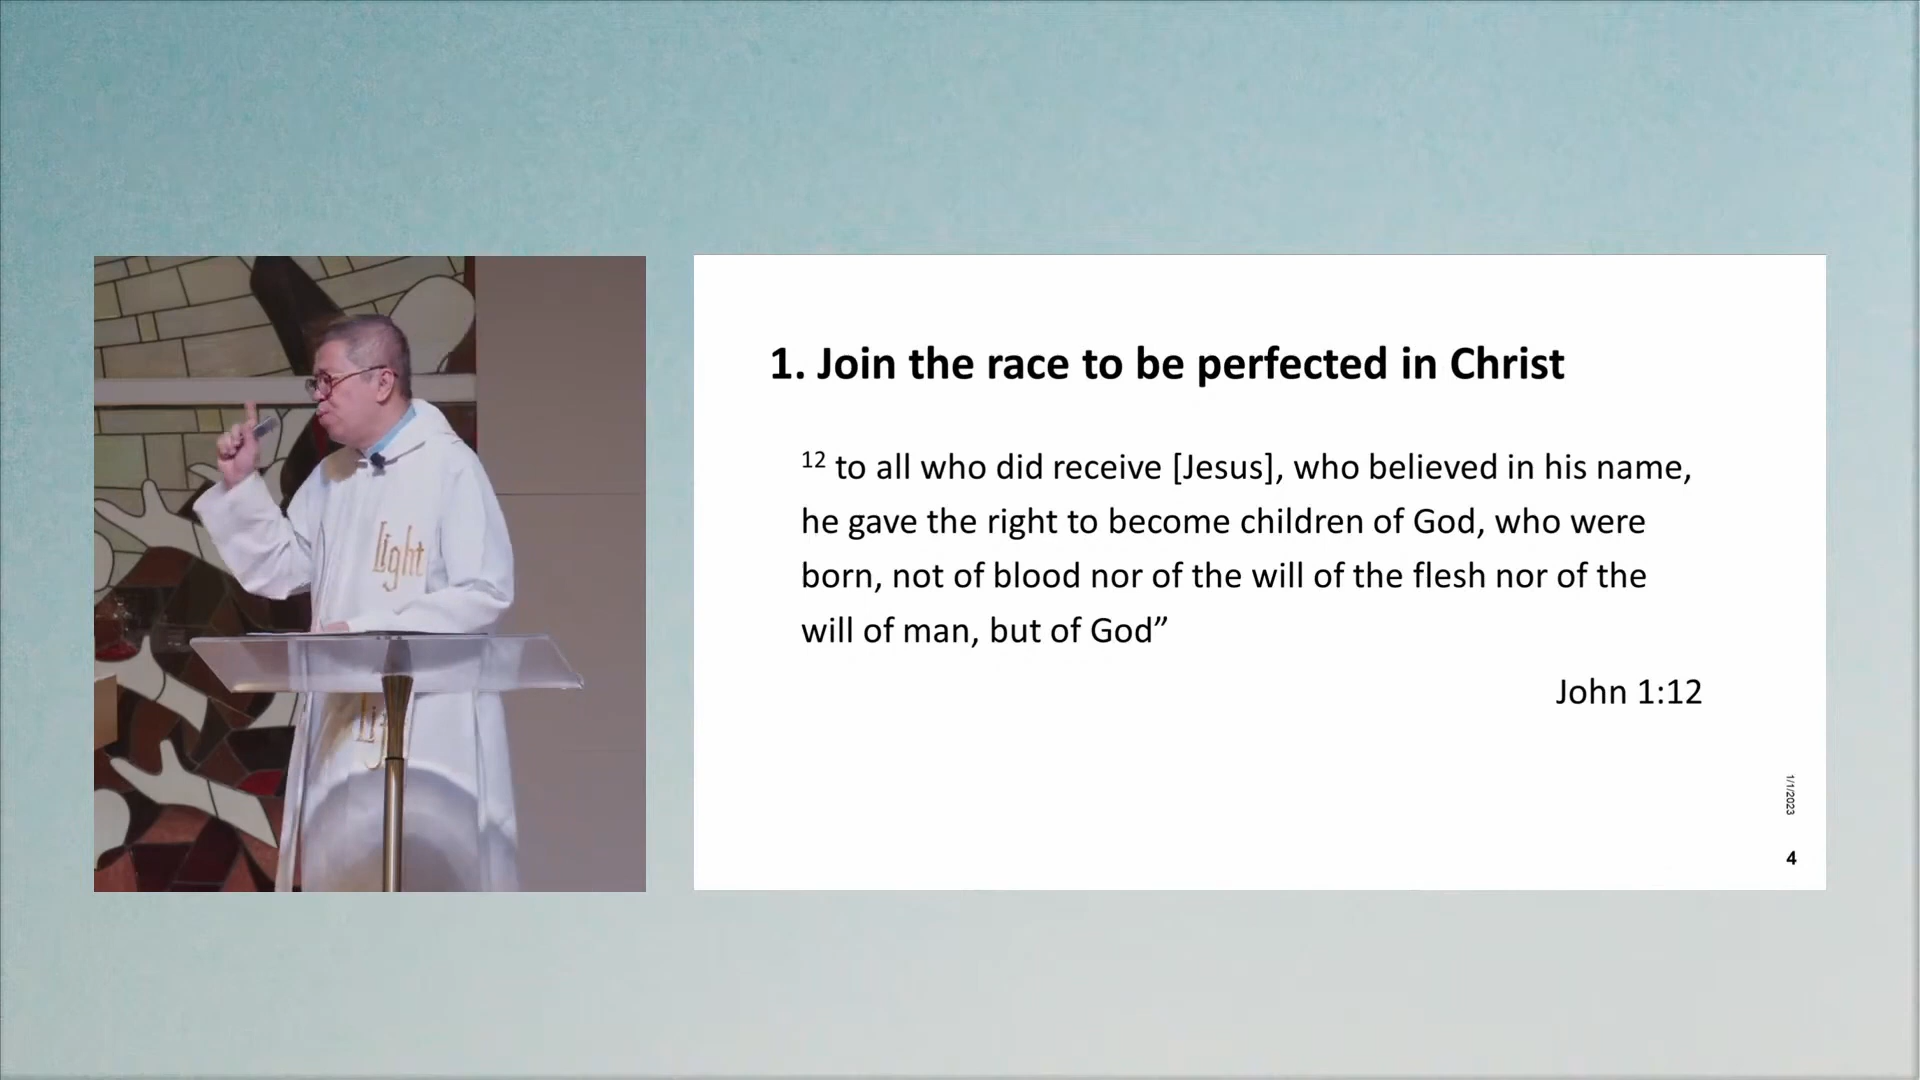 Light
Light
1. Join the race to be perfected in Christ
12 to all who did receive [Jesus], who believed in his name,
he gave the right to become children of God, who were
born, not of blood nor of the will of the flesh nor of the
will of man, but of God”
John 1:12
1/1/2023
4